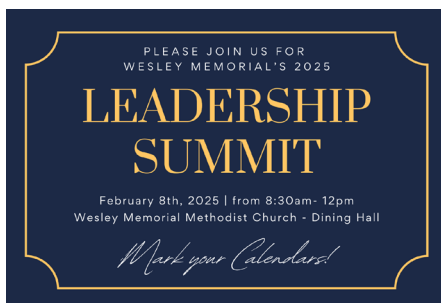 PLEASE JOIN US FOR
WESLEY MEMORIAL'S 2025
LEADERSHIP
SUMMIT
February 8th, 2025 | from 8:30am- 12pm
Wesley Memorial Methodist Church - Dining Hall
Mark your Calendars!